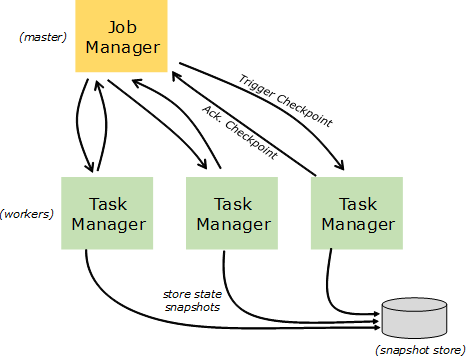 Job
Manager
(master)
Trigger Checkpoint
Ack. Checkpoint
(workers)
Task
Manager
Task
Manager
Task
Manager
store state
snapshots
(snapshot store)